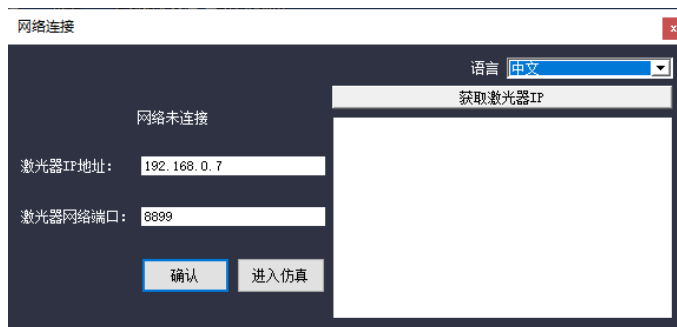 网络连接
x
语言 中文
获取激光器IP
网络未连接
激光器IP地址： 192.168.0.7
激光器网络端口： 8899
确认 进入仿真